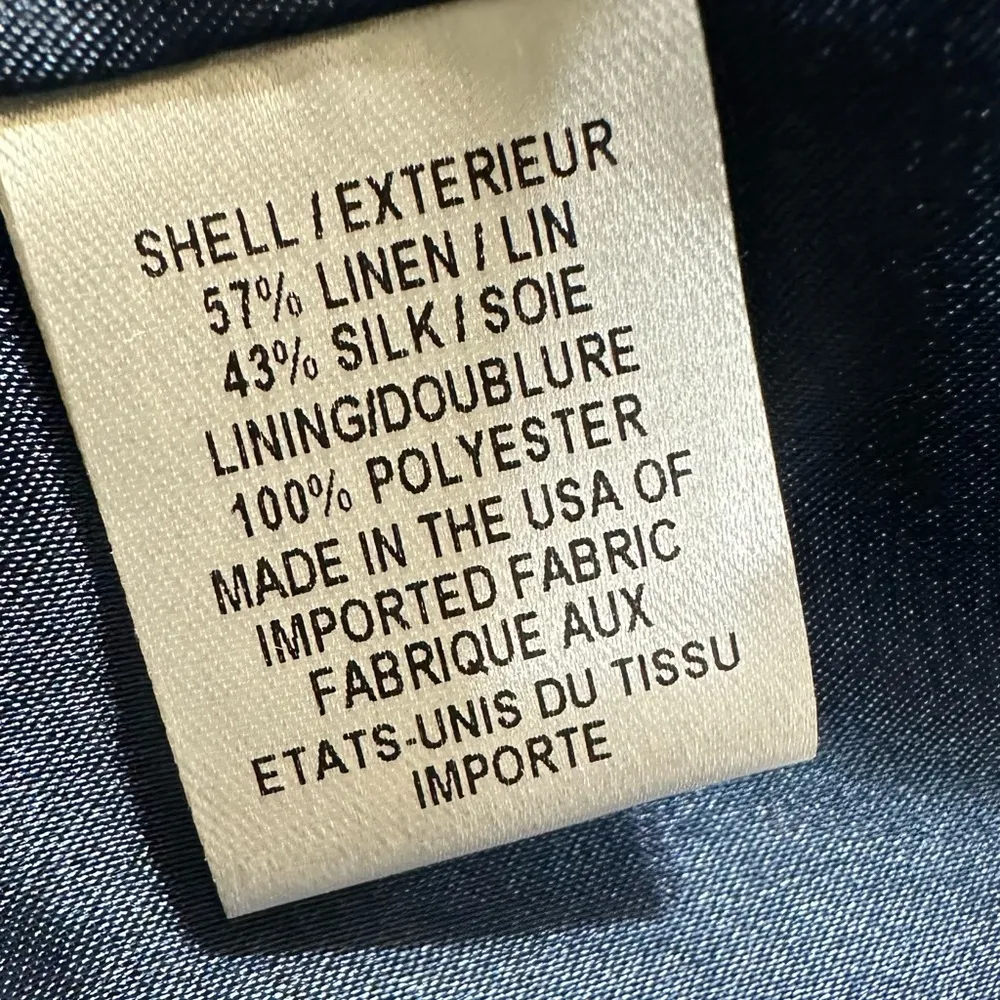 SHELL / EXTERIEUR
57% LINEN / LIN
43% SILK / SOIE
LINING/DOUBLURE
100% POLYESTER
MADE IN THE USA OF
IMPORTED FABRIC
FABRIQUE AUX
ETATS-UNIS DU TISSU
IMPORTE